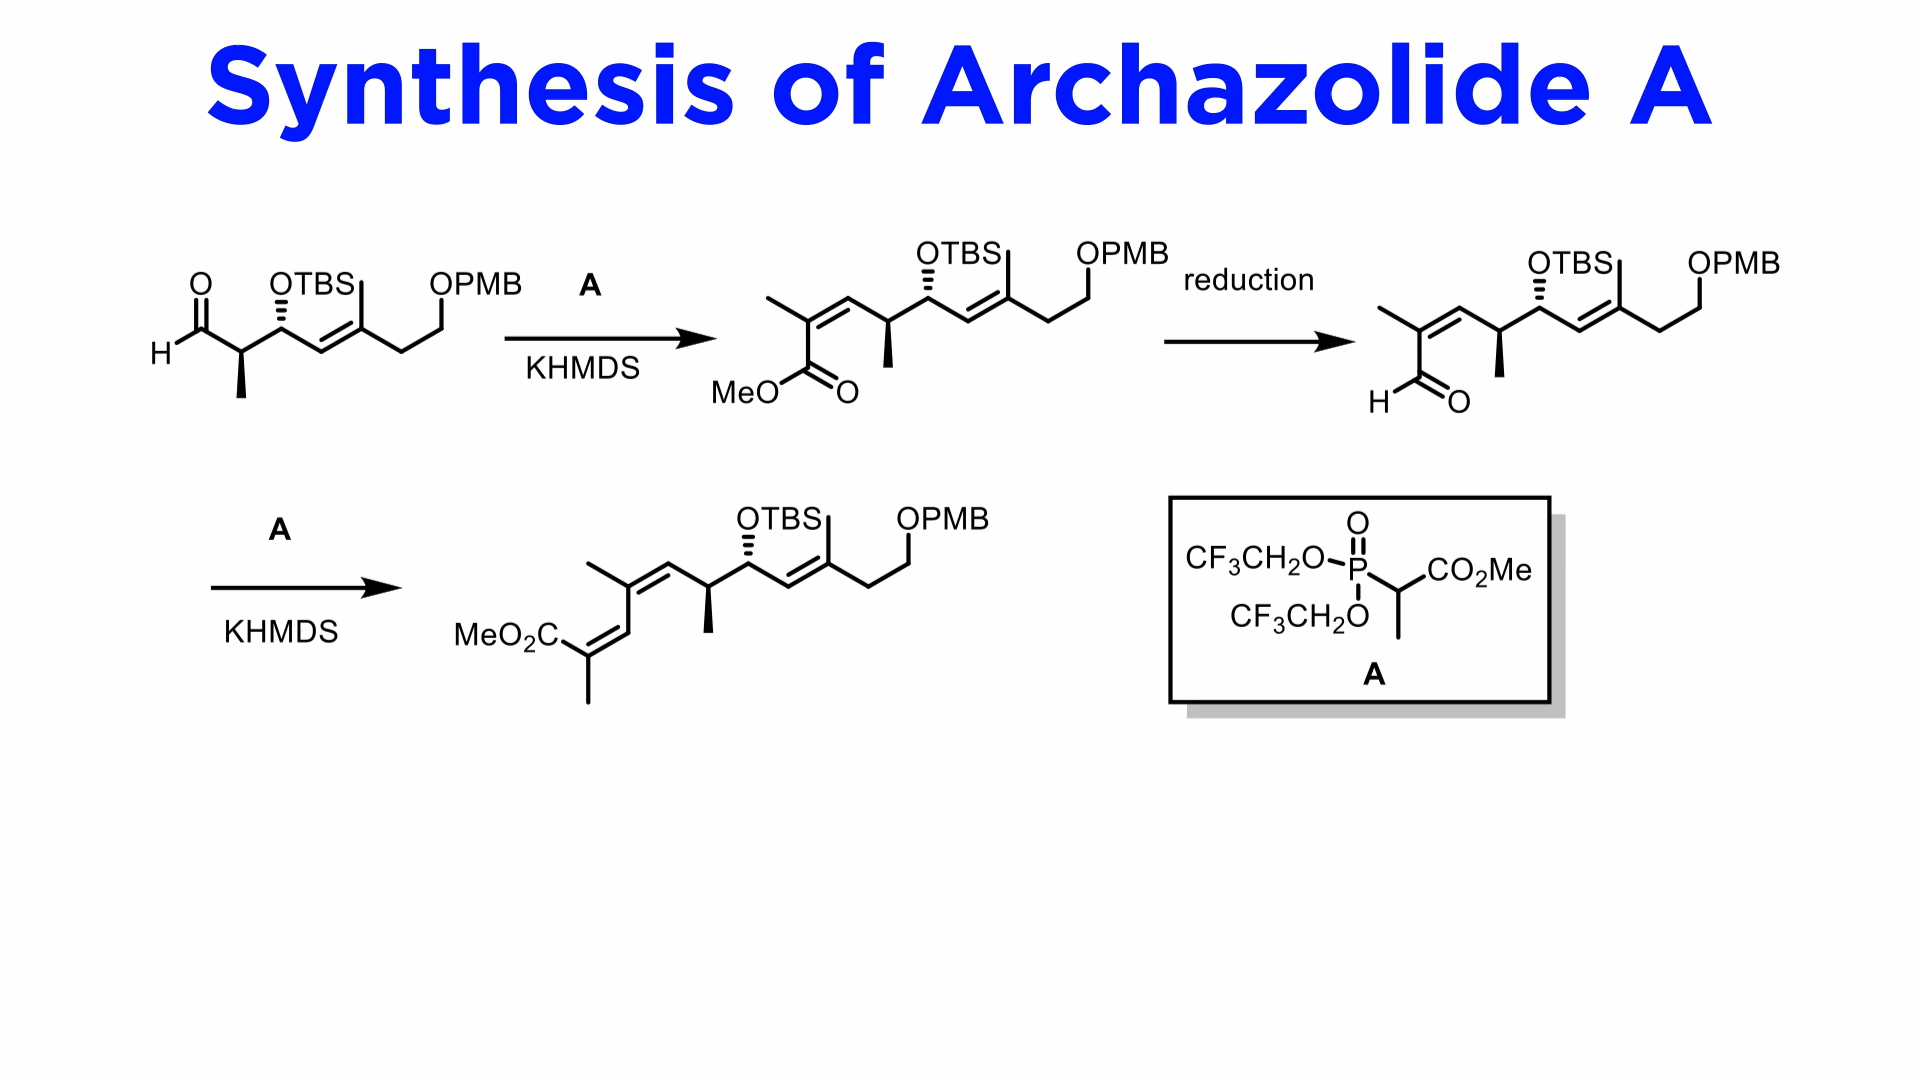 Synthesis of Archazolide A
O OTBS OPMB
H
A
KHMDS
OTBS OPMB
MeO O
reduction
OTBS OPMB
H O
A
KHMDS
OTBS OPMB
MeO₂C
O
CF₃CH₂O P CO₂Me
CF₃CH₂O
A